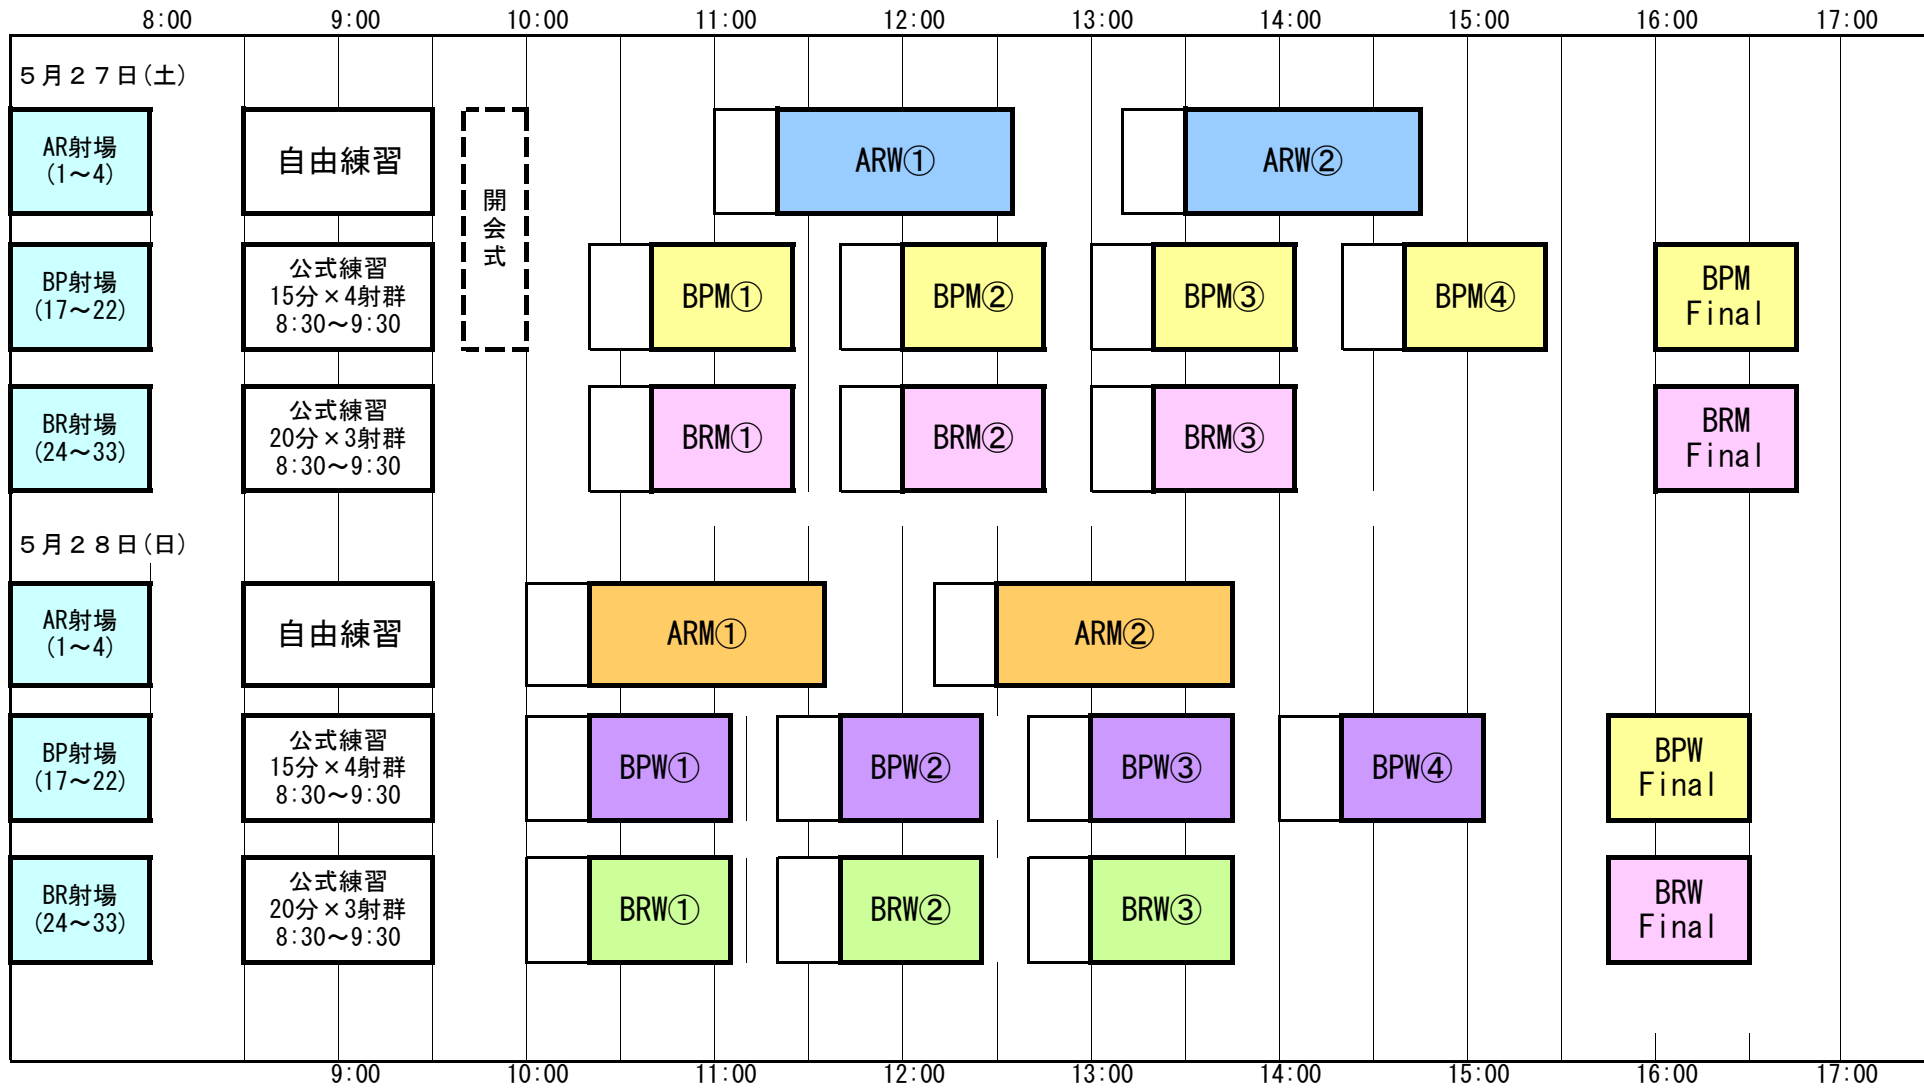 8:00 9:00 10:00 11:00 12:00 13:00 14:00 15:00 16:00 17:00
５月２７日(土)
AR射場
(1～4)
自由練習
開会式
ARW①
ARW②
BP射場
(17～22)
公式練習
15分×4射群
8:30～9:30
BPM①
BPM②
BPM③
BPM④
BPM
Final
BR射場
(24～33)
公式練習
20分×3射群
8:30～9:30
BRM①
BRM②
BRM③
BRM
Final
５月２８日(日)
AR射場
(1～4)
自由練習
ARM①
ARM②
BP射場
(17～22)
公式練習
15分×4射群
8:30～9:30
BPW①
BPW②
BPW③
BPW④
BPW
Final
BR射場
(24～33)
公式練習
20分×3射群
8:30～9:30
BRW①
BRW②
BRW③
BRW
Final
9:00 10:00 11:00 12:00 13:00 14:00 15:00 16:00 17:00